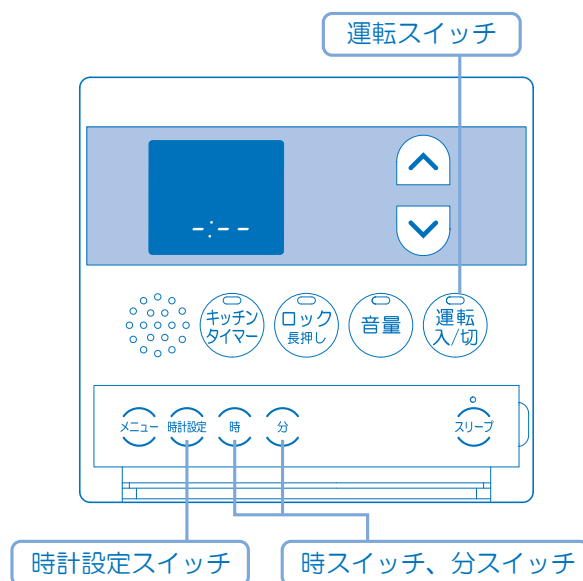 運転スイッチ
-:--
キッチン
タイマー
ロック
長押し
音量
運転
入/切
メニュー
時計設定
時
分
スリープ
時計設定スイッチ
時スイッチ、分スイッチ